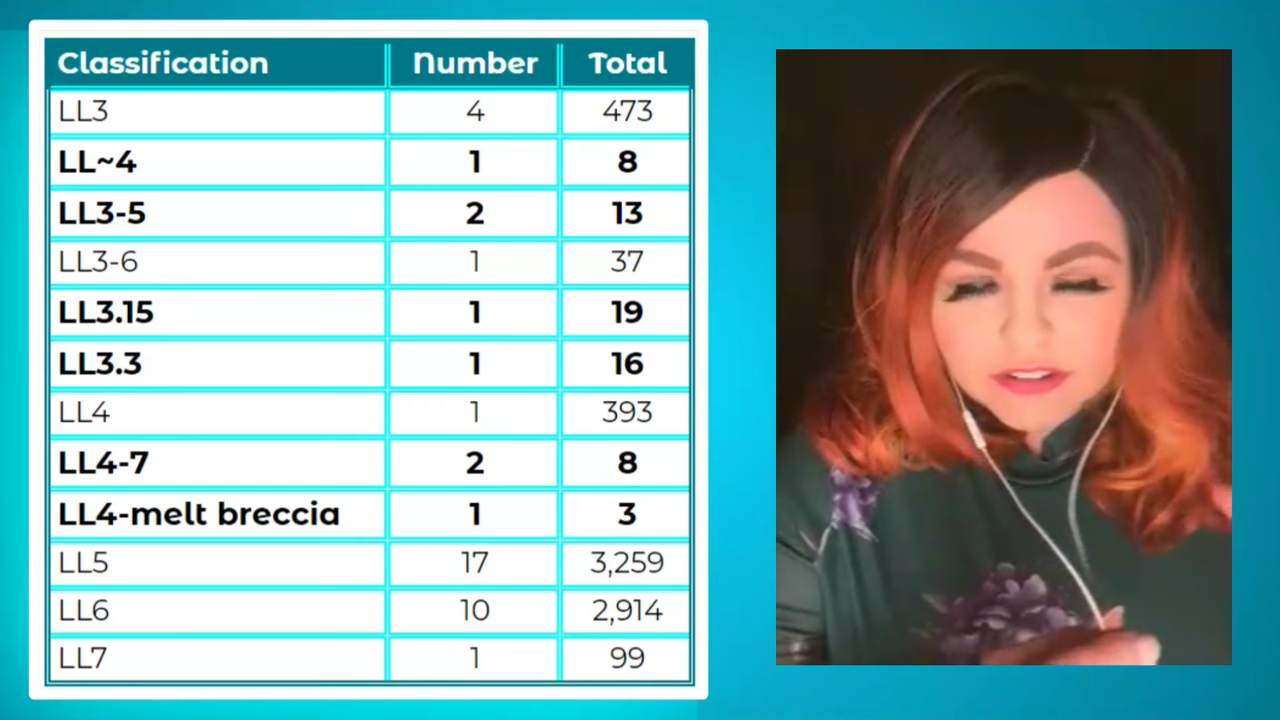 Classification Number Total
LL3 4 473
LL~4 1 8
LL3-5 2 13
LL3-6 1 37
LL3.15 1 19
LL3.3 1 16
LL4 1 393
LL4-7 2 8
LL4-melt breccia 1 3
LL5 17 3,259
LL6 10 2,914
LL7 1 99